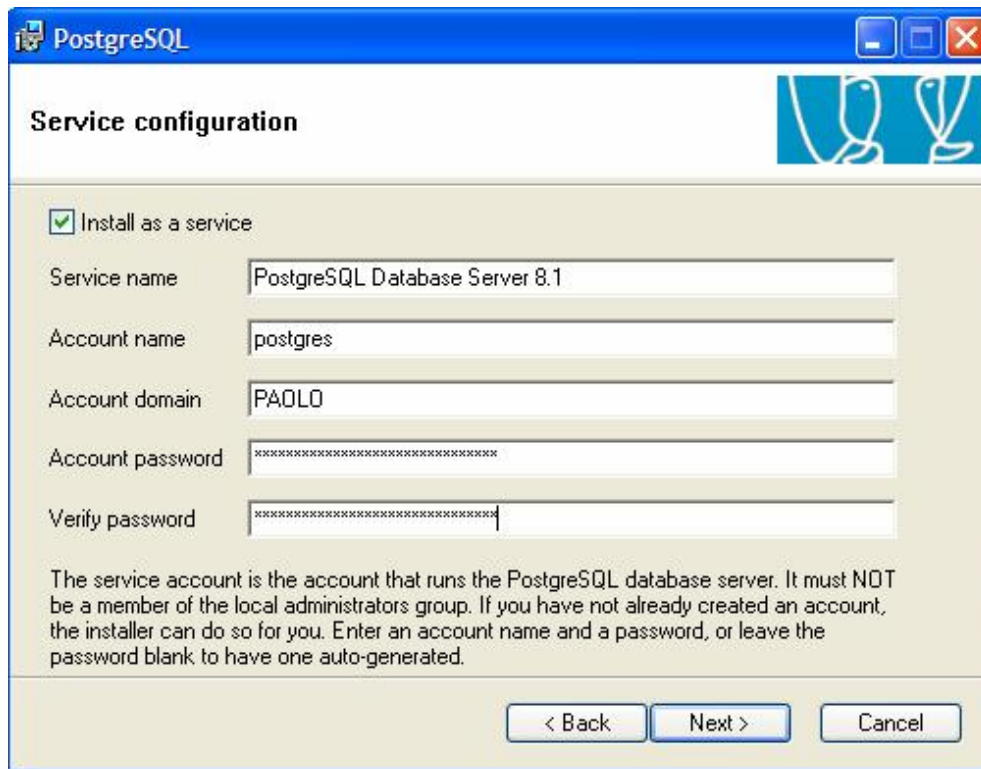 PostgreSQL
Service configuration
Install as a service
Service name PostgreSQL Database Server 8.1
Account name postgres
Account domain PAOLO
Account password *******************************
Verify password *******************************
The service account is the account that runs the PostgreSQL database server. It must NOT
be a member of the local administrators group. If you have not already created an account,
the installer can do so for you. Enter an account name and a password, or leave the
password blank to have one auto-generated.
< Back Next > Cancel